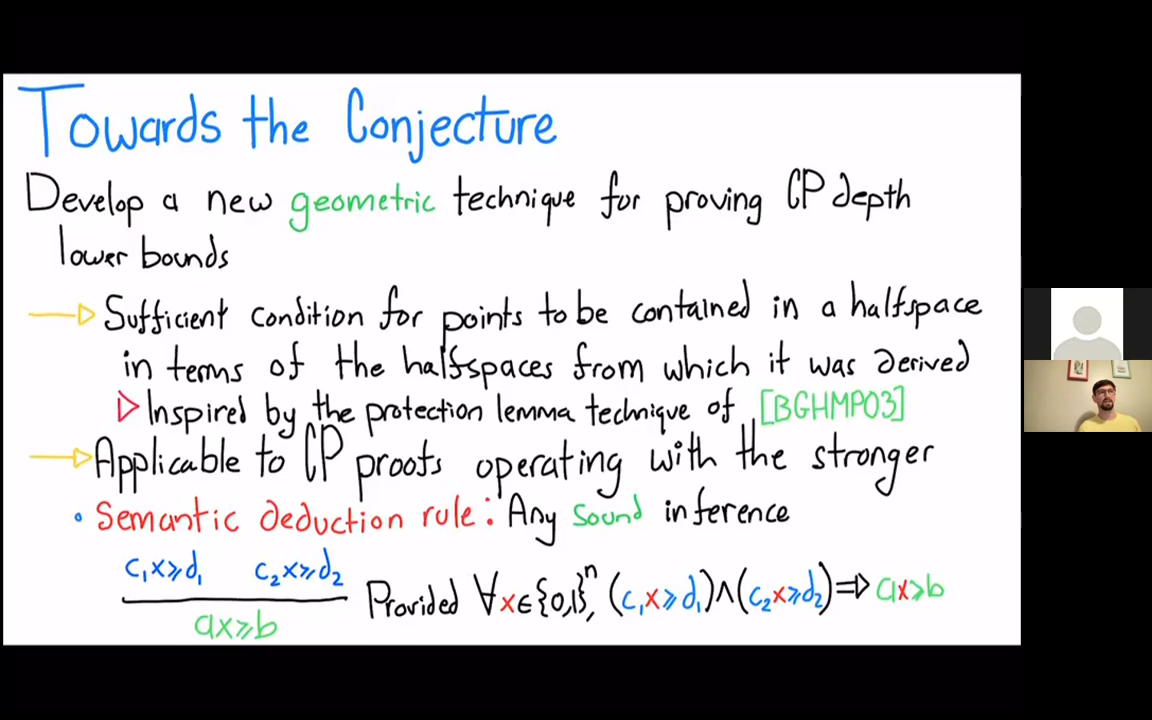 Towards the Conjecture
Develop a new geometric technique for proving CP depth
lower bounds
Sufficient condition for points to be contained in a halfspace
in terms of the halfspaces from which it was derived
Inspired by the protection lemma technique of [BGHMP03]
Applicable to CP proofs operating with the stronger
• Semantic deduction rule: Any sound inference
c₁x≥d₁ c₂x≥d₂
ax≥b
Provided ∀x∈{0,1}ⁿ, (c₁x≥d₁)∧(c₂x≥d₂)⇒ax≥b